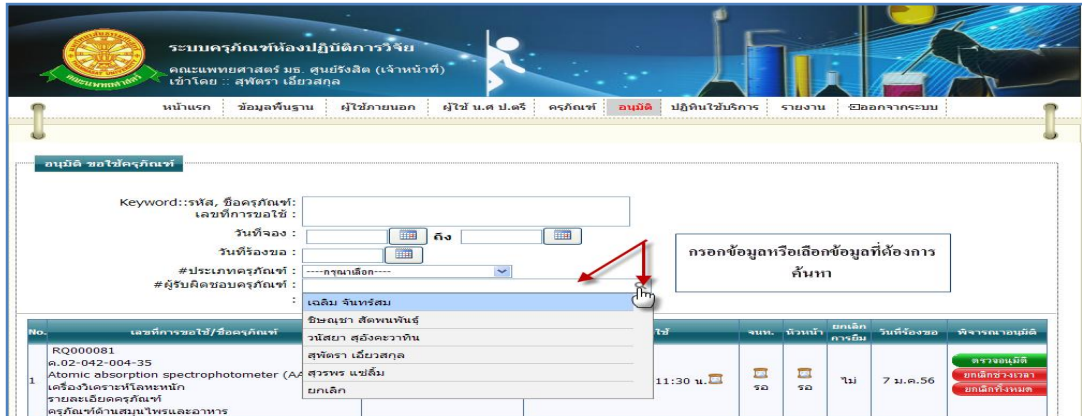 ระบบครุภัณฑ์ห้องปฏิบัติการวิจัย
คณะแพทยศาสตร์ มธ. ศูนย์รังสิต (เจ้าหน้าที่)
เข้าโดย :: สุพัตรา เอี่ยวสกุล
หน้าแรก ข้อมูลพื้นฐาน ผู้ใช้ภายนอก ผู้ใช้ น.ศ ป.ตรี ครุภัณฑ์ อนุมัติ ปฏิทินใช้บริการ รายงาน ออกจากระบบ
อนุมัติ ขอใช้ครุภัณฑ์
Keyword::รหัส, ชื่อครุภัณฑ์:
เลขที่การขอใช้ :
วันที่จอง : ถึง
วันที่ร้องขอ :
#ประเภทครุภัณฑ์ : ----กรุณาเลือก----
#ผู้รับผิดชอบครุภัณฑ์ :
:
กรอกข้อมูลหรือเลือกข้อมูลที่ต้องการ
ค้นหา
เฉลิม จันทร์สม
ชิษณุชา สัตพนพันธุ์
วนัสยา สุอังคะวาทิน
สุพัตรา เอี่ยวสกุล
สุวรพร แซ่ลิ้ม
ยกเลิก
No. เลขที่การขอใช้/ชื่อครุภัณฑ์ ใช้ จนท. หัวหน้า ยกเลิกการยืม วันที่ร้องขอ พิจารณาอนุมัติ
1 RQ000081
ค.02-042-004-35
Atomic absorption spectrophotometer (AA
เครื่องวิเคราะห์โลหะหนัก
รายละเอียดครุภัณฑ์
ครุภัณฑ์ด้านสมุนไพรและอาหาร
11:30 น. รอ รอ ไม่ 7 ม.ค.56
ตรวจอนุมัติ
ยกเลิกช่วงเวลา
ยกเลิกทั้งหมด